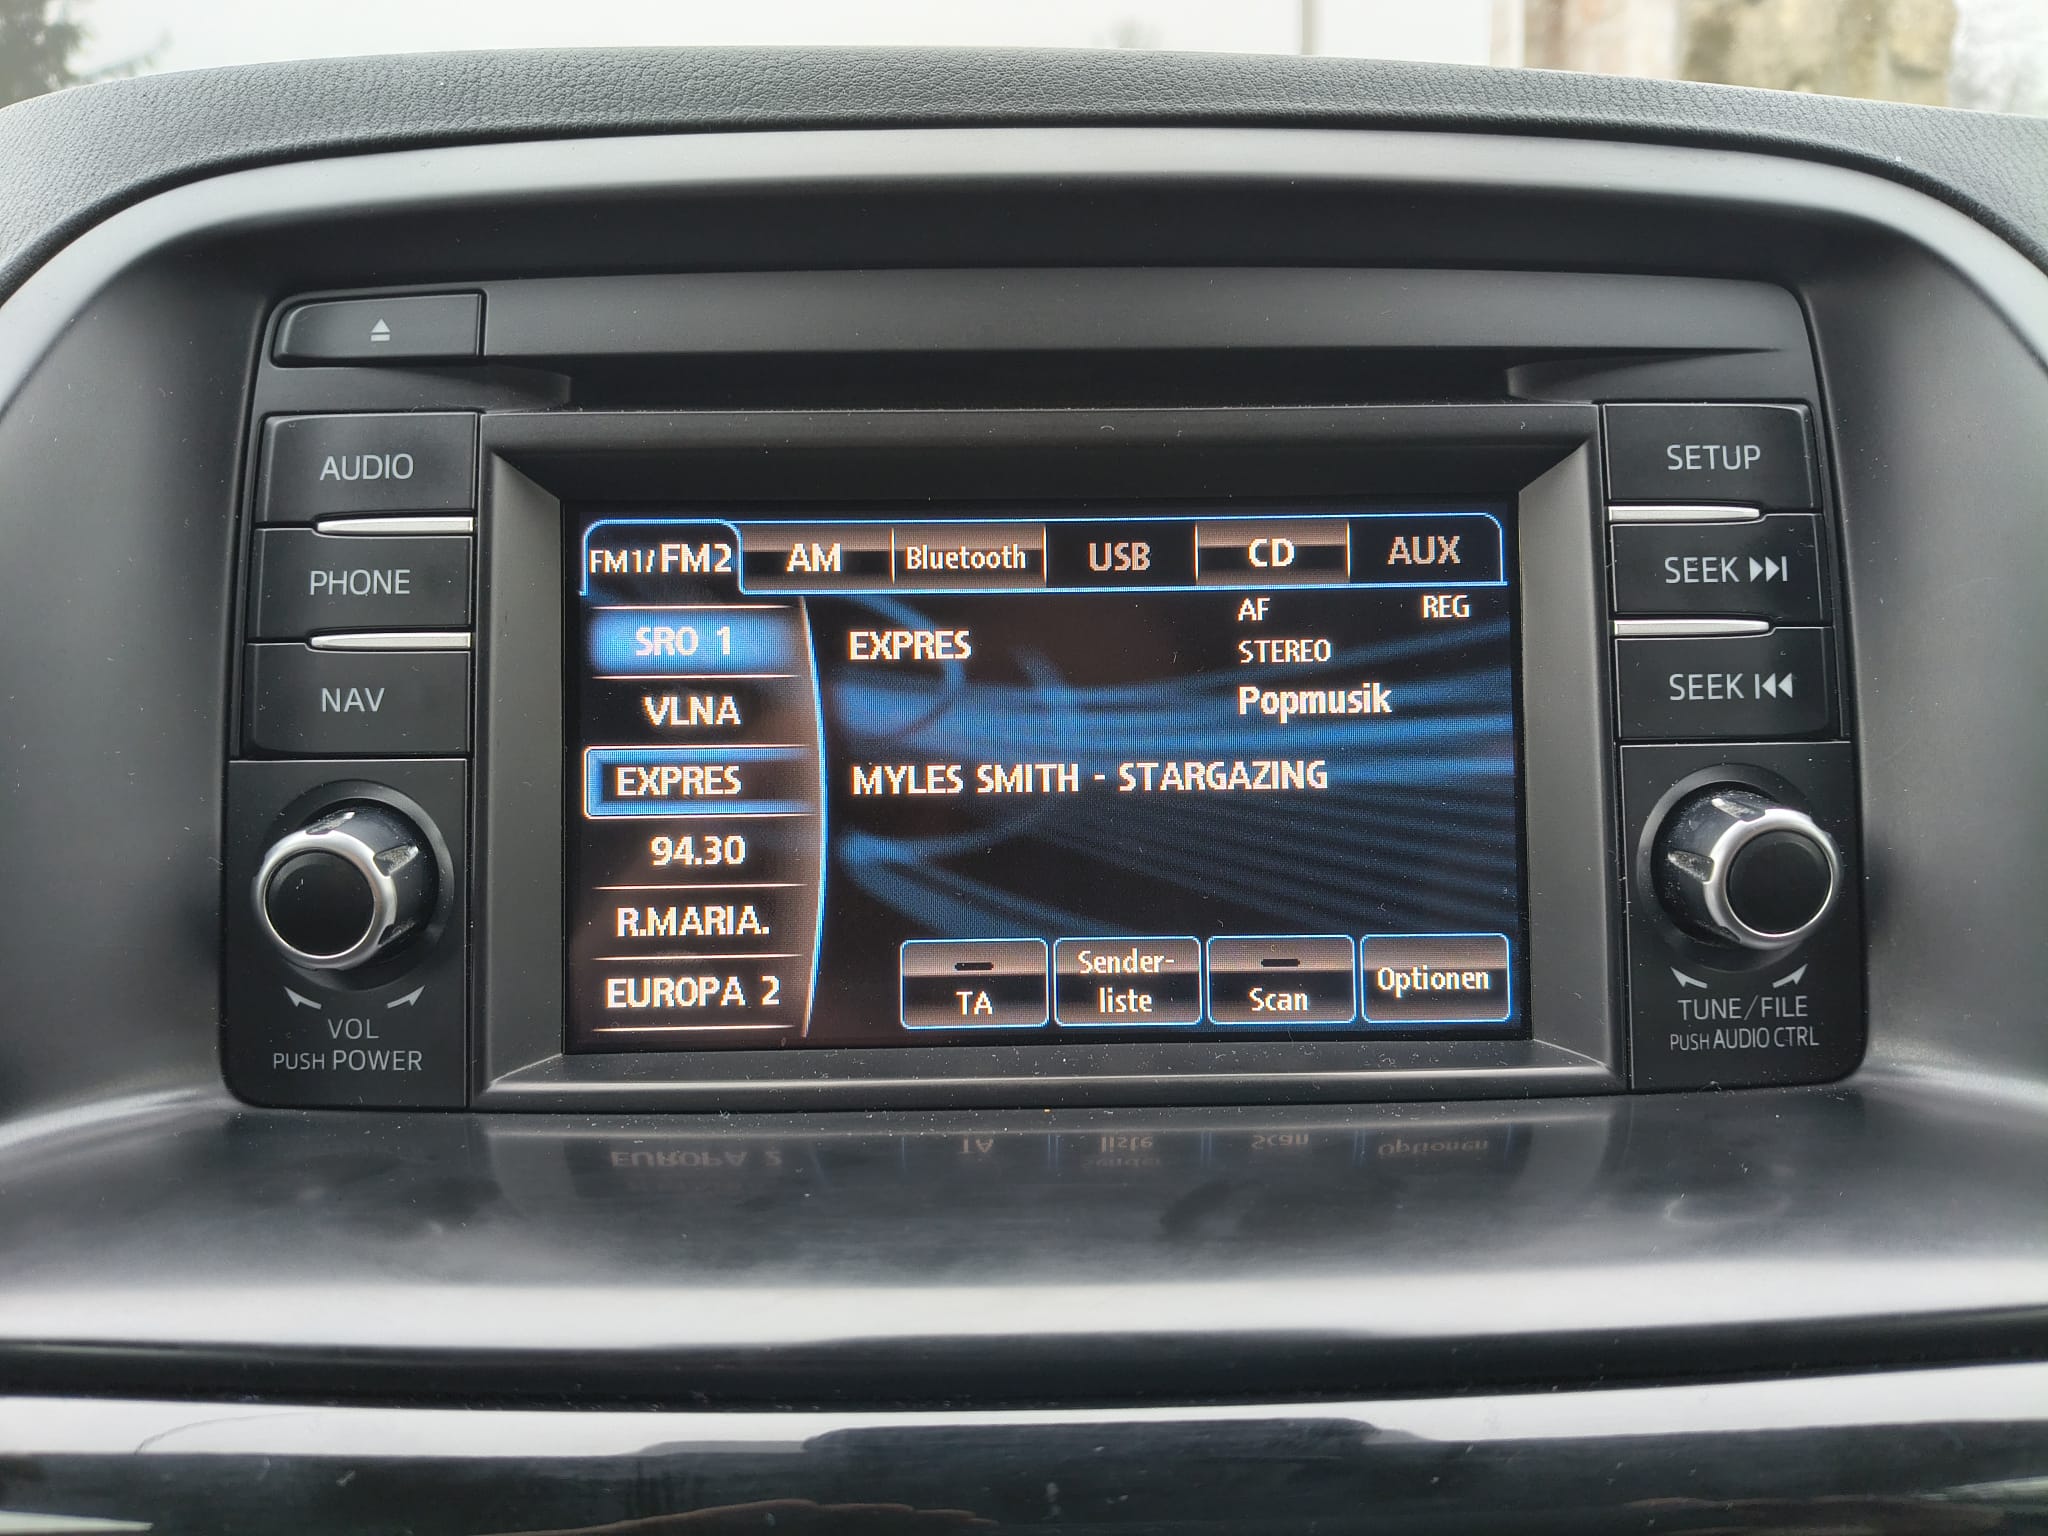 AUDIO
PHONE
NAV
VOL
PUSH POWER
FM1/FM2 AM Bluetooth USB CD AUX
SRO 1
VLNA
EXPRES
94.30
R.MARIA.
EUROPA 2
EXPRES
AF REG
STEREO
Popmusik
MYLES SMITH - STARGAZING
TA
Sender-
liste
Scan
Optionen
SETUP
SEEK
SEEK
TUNE/FILE
PUSH AUDIO CTRL